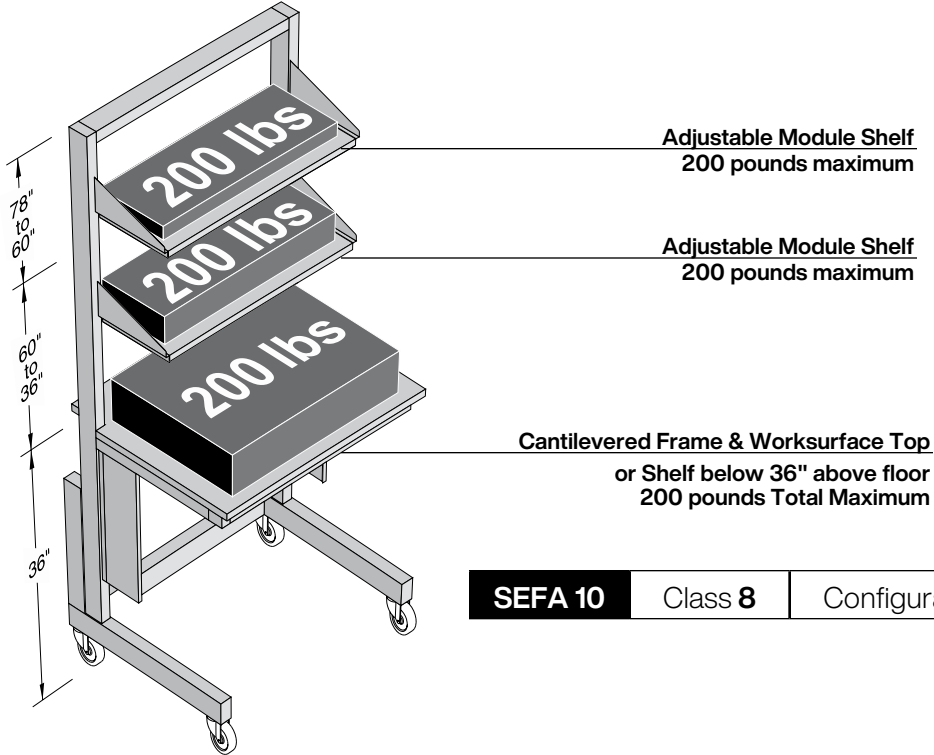 200 lbs
Adjustable Module Shelf
200 pounds maximum
78"
to
60"
200 lbs
Adjustable Module Shelf
200 pounds maximum
60"
to
36"
200 lbs
Cantilevered Frame & Worksurface Top
or Shelf below 36" above floor
200 pounds Total Maximum
36"
SEFA 10 Class 8